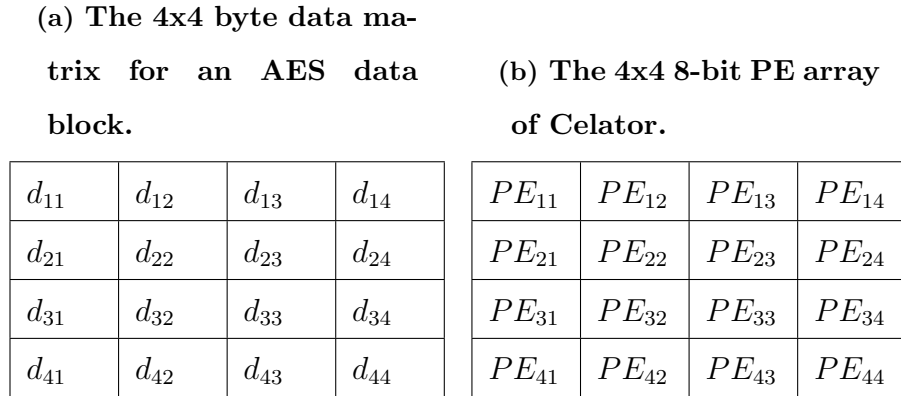 (a) The 4x4 byte data ma-
trix for an AES data
block.
(b) The 4x4 8-bit PE array
of Celator.
d11 d12 d13 d14
d21 d22 d23 d24
d31 d32 d33 d34
d41 d42 d43 d44
PE11 PE12 PE13 PE14
PE21 PE22 PE23 PE24
PE31 PE32 PE33 PE34
PE41 PE42 PE43 PE44